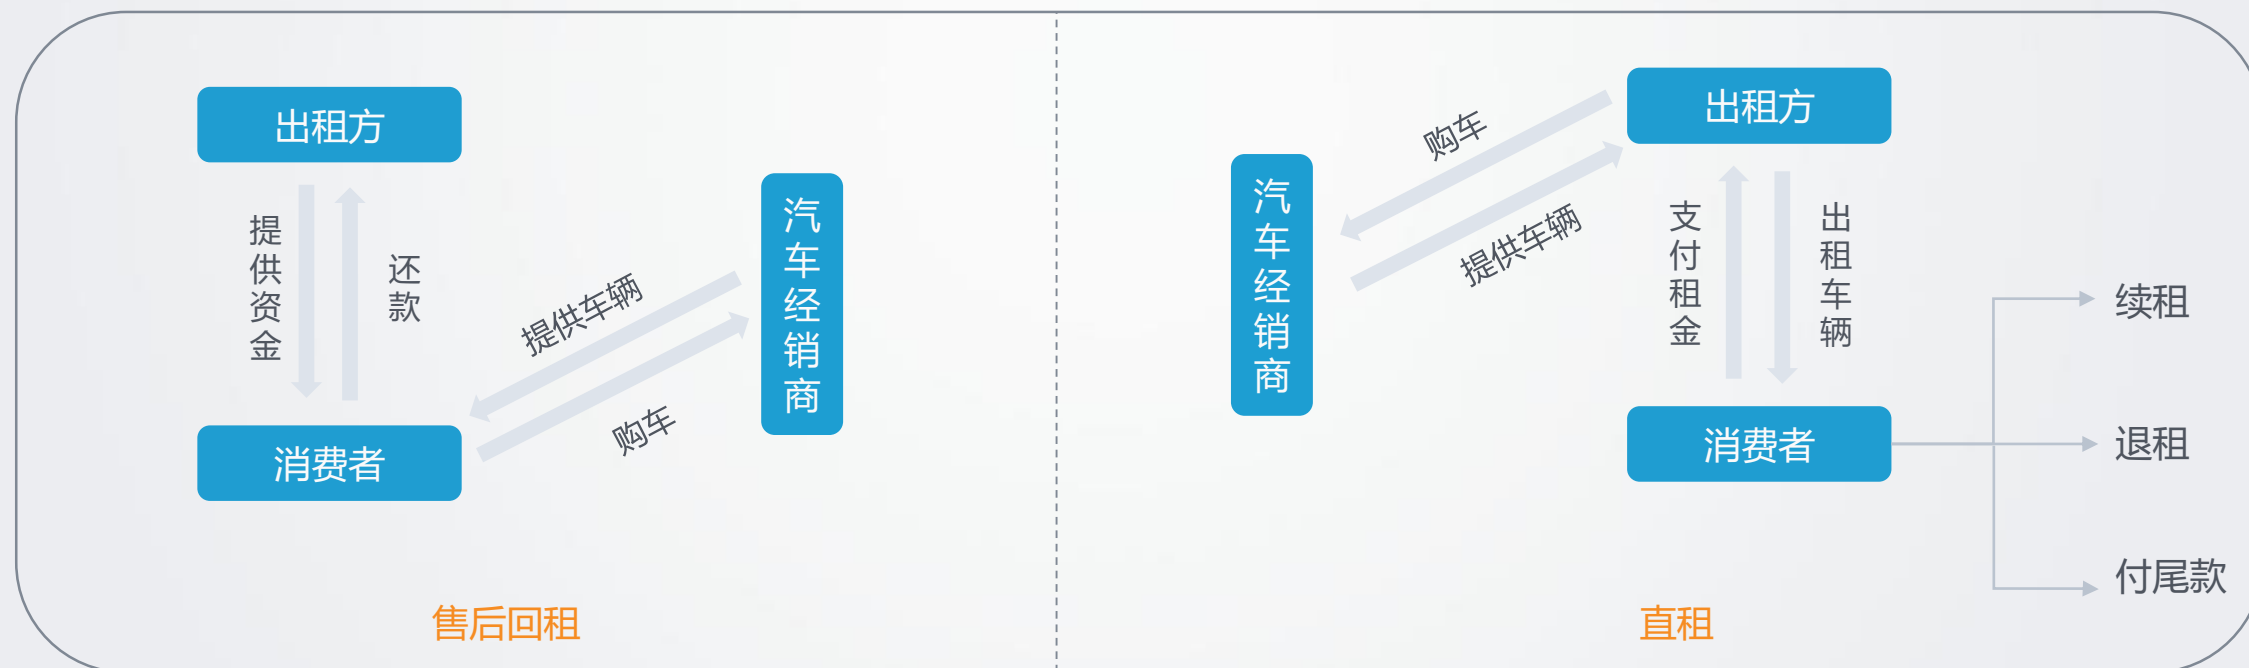 出租方
提供资金
还款
提供车辆
购车
汽车经销商
消费者
售后回租
出租方
购车
提供车辆
汽车经销商
支付租金
出租车辆
消费者
续租
退租
付尾款
直租